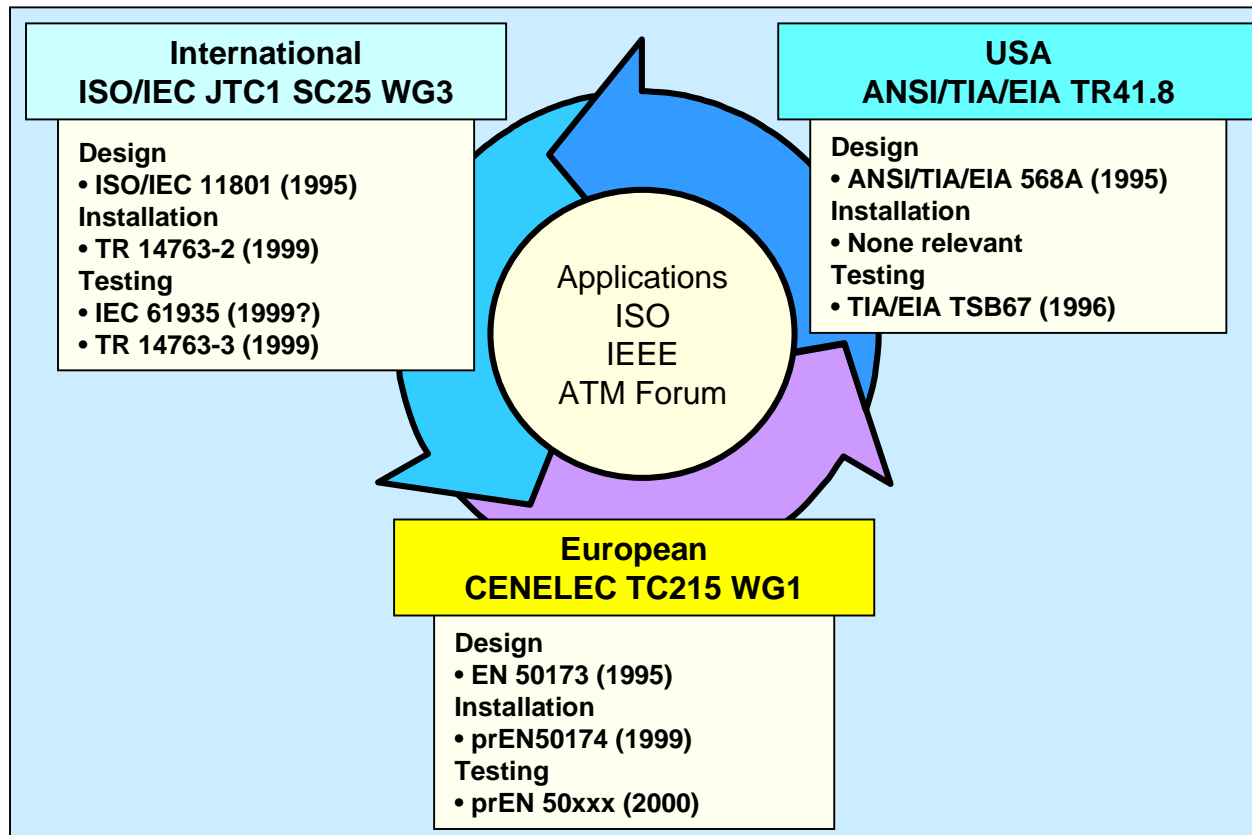 International
ISO/IEC JTC1 SC25 WG3
Design
• ISO/IEC 11801 (1995)
Installation
• TR 14763-2 (1999)
Testing
• IEC 61935 (1999?)
• TR 14763-3 (1999)
USA
ANSI/TIA/EIA TR41.8
Design
• ANSI/TIA/EIA 568A (1995)
Installation
• None relevant
Testing
• TIA/EIA TSB67 (1996)
Applications
ISO
IEEE
ATM Forum
European
CENELEC TC215 WG1
Design
• EN 50173 (1995)
Installation
• prEN50174 (1999)
Testing
• prEN 50xxx (2000)